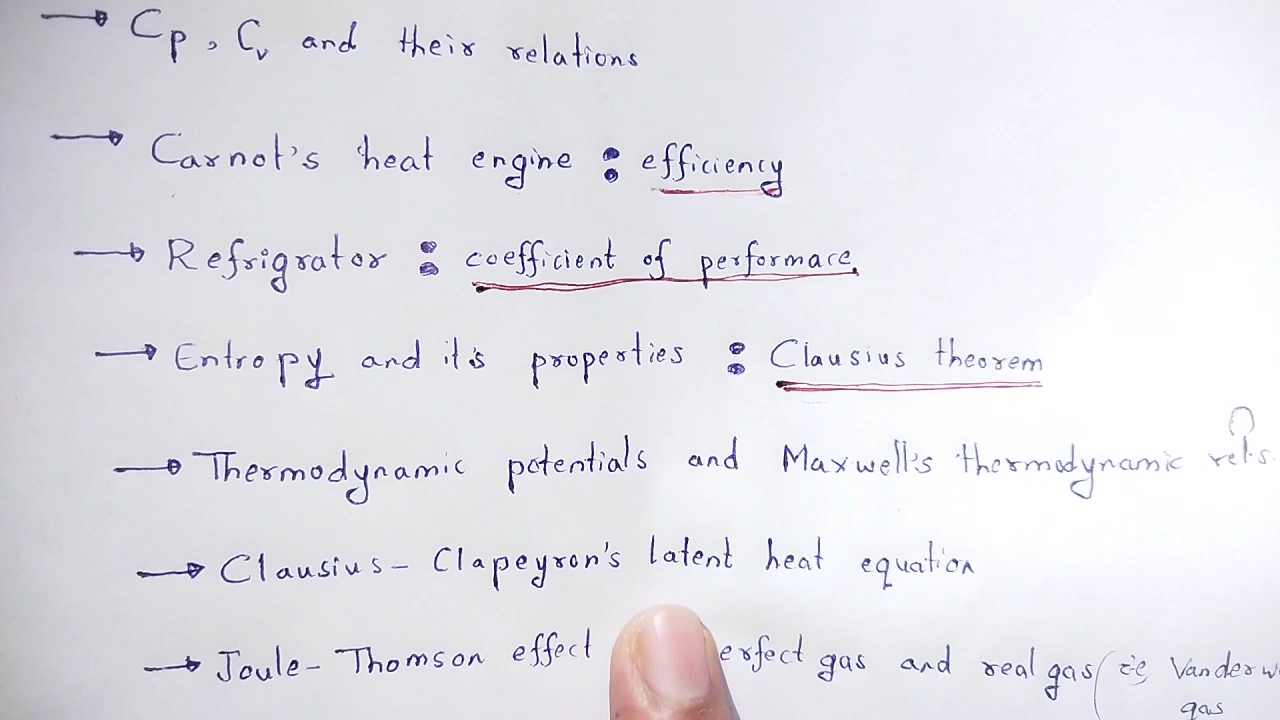 → Cp, Cv and their relations
→ Carnot's heat engine : efficiency
→ Refrigrator : coefficient of performace
→ Entropy and it's properties : Clausius theorem
→ Thermodynamic potentials and Maxwell's thermodynamic rel.s.
→ Clausius - Clapeyron's latent heat equation
→ Joule - Thomson effect erfect gas and real gas (ie, Vanderw
gas